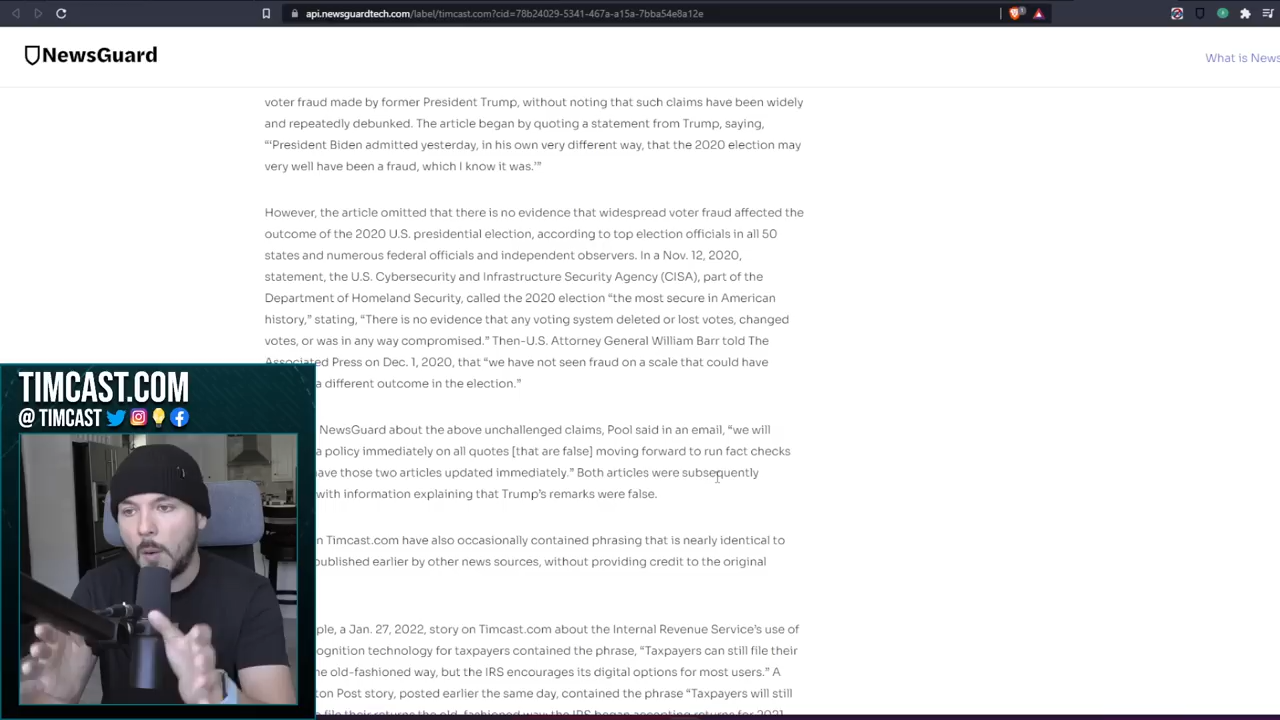 api.newsguardtech.com/label/timcast.com?cid=78b24029-5341-467a-a15a-7bba54e8a12e
NewsGuard
What is News
voter fraud made by former President Trump, without noting that such claims have been widely
and repeatedly debunked. The article began by quoting a statement from Trump, saying,
“‘President Biden admitted yesterday, in his own very different way, that the 2020 election may
very well have been a fraud, which I know it was.’”
However, the article omitted that there is no evidence that widespread voter fraud affected the
outcome of the 2020 U.S. presidential election, according to top election officials in all 50
states and numerous federal officials and independent observers. In a Nov. 12, 2020,
statement, the U.S. Cybersecurity and Infrastructure Security Agency (CISA), part of the
Department of Homeland Security, called the 2020 election “the most secure in American
history,” stating, “There is no evidence that any voting system deleted or lost votes, changed
votes, or was in any way compromised.” Then-U.S. Attorney General William Barr told The
Associated Press on Dec. 1, 2020, that “we have not seen fraud on a scale that could have
a different outcome in the election.”
NewsGuard about the above unchallenged claims, Pool said in an email, “we will
a policy immediately on all quotes [that are false] moving forward to run fact checks
have those two articles updated immediately.” Both articles were subsequently
with information explaining that Trump’s remarks were false.
Timcast.com have also occasionally contained phrasing that is nearly identical to
published earlier by other news sources, without providing credit to the original
a Jan. 27, 2022, story on Timcast.com about the Internal Revenue Service’s use of
technology for taxpayers contained the phrase, “Taxpayers can still file their
old-fashioned way, but the IRS encourages its digital options for most users.” A
Post story, posted earlier the same day, contained the phrase “Taxpayers will still
file their returns the old-fashioned way; the IRS began accepting returns for 2021
TIMCAST.COM
@ TIMCAST